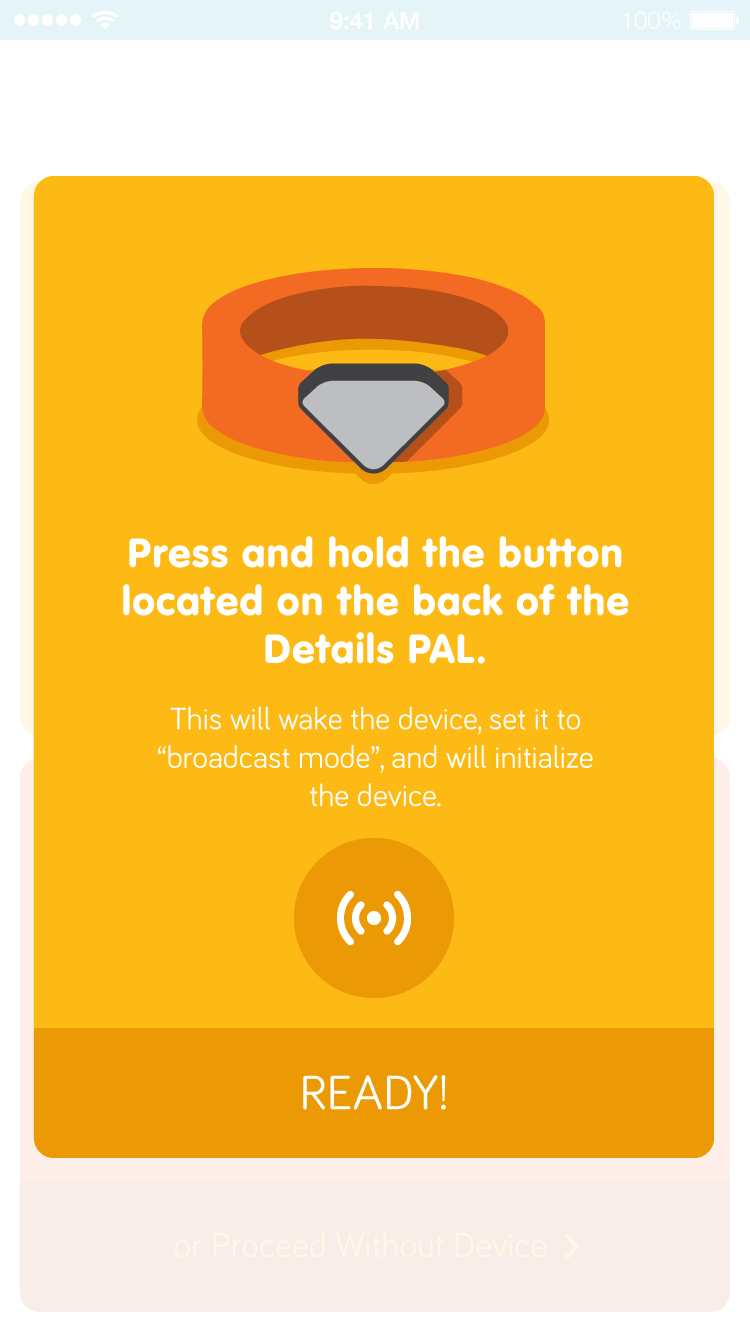 9:41 AM 100%
Press and hold the button
located on the back of the
Details PAL.
This will wake the device, set it to
“broadcast mode”, and will initialize
the device.
READY!
or Proceed Without Device